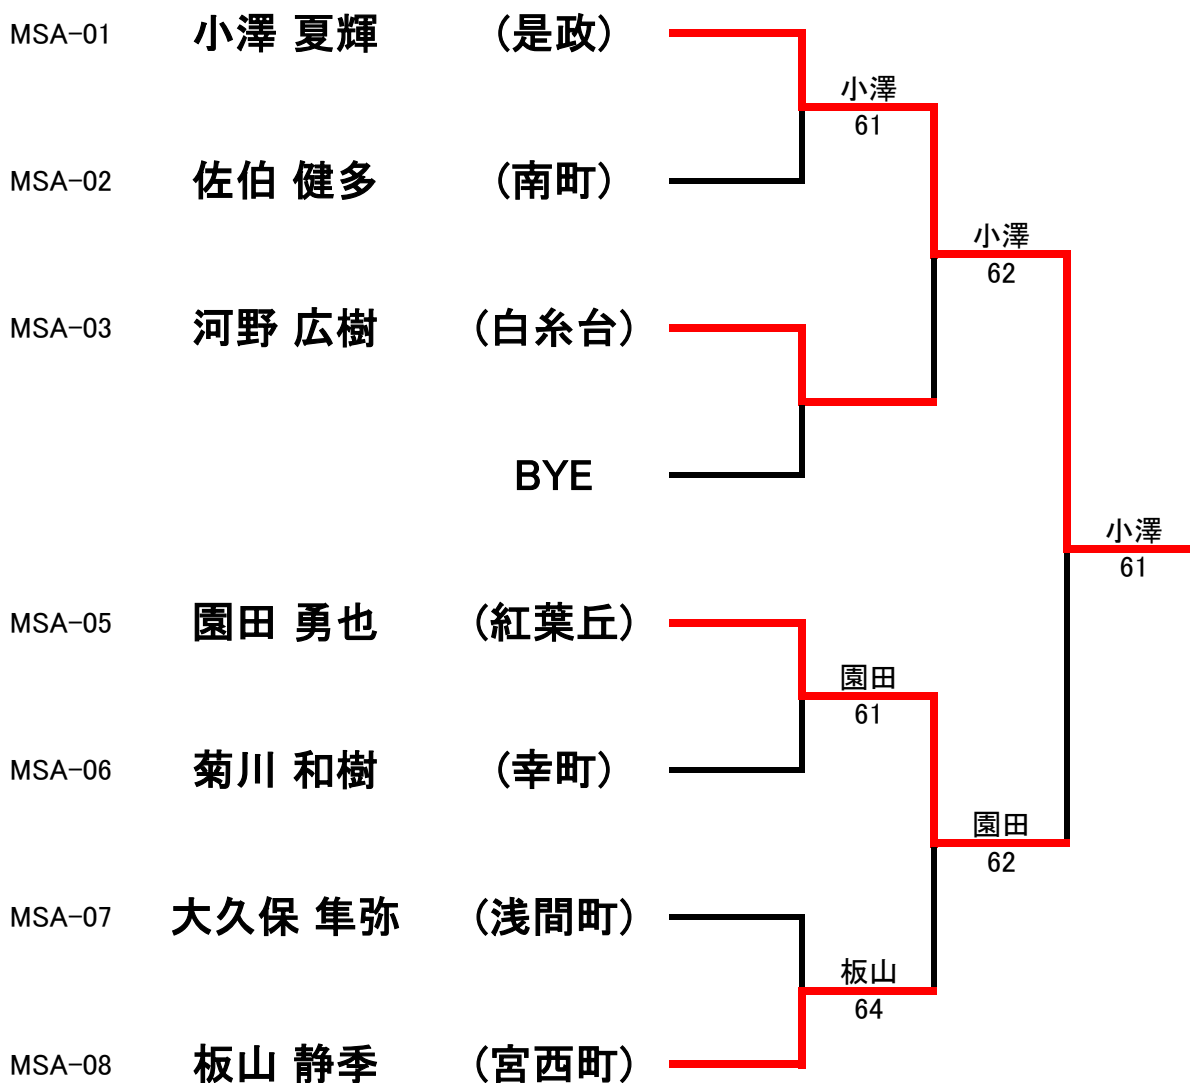 MSA-01 小澤 夏輝 (是政)
小澤
61
MSA-02 佐伯 健多 (南町)
小澤
62
MSA-03 河野 広樹 (白糸台)
BYE
小澤
61
MSA-05 園田 勇也 (紅葉丘)
園田
61
MSA-06 菊川 和樹 (幸町)
園田
62
MSA-07 大久保 隼弥 (浅間町)
板山
64
MSA-08 板山 静季 (宮西町)